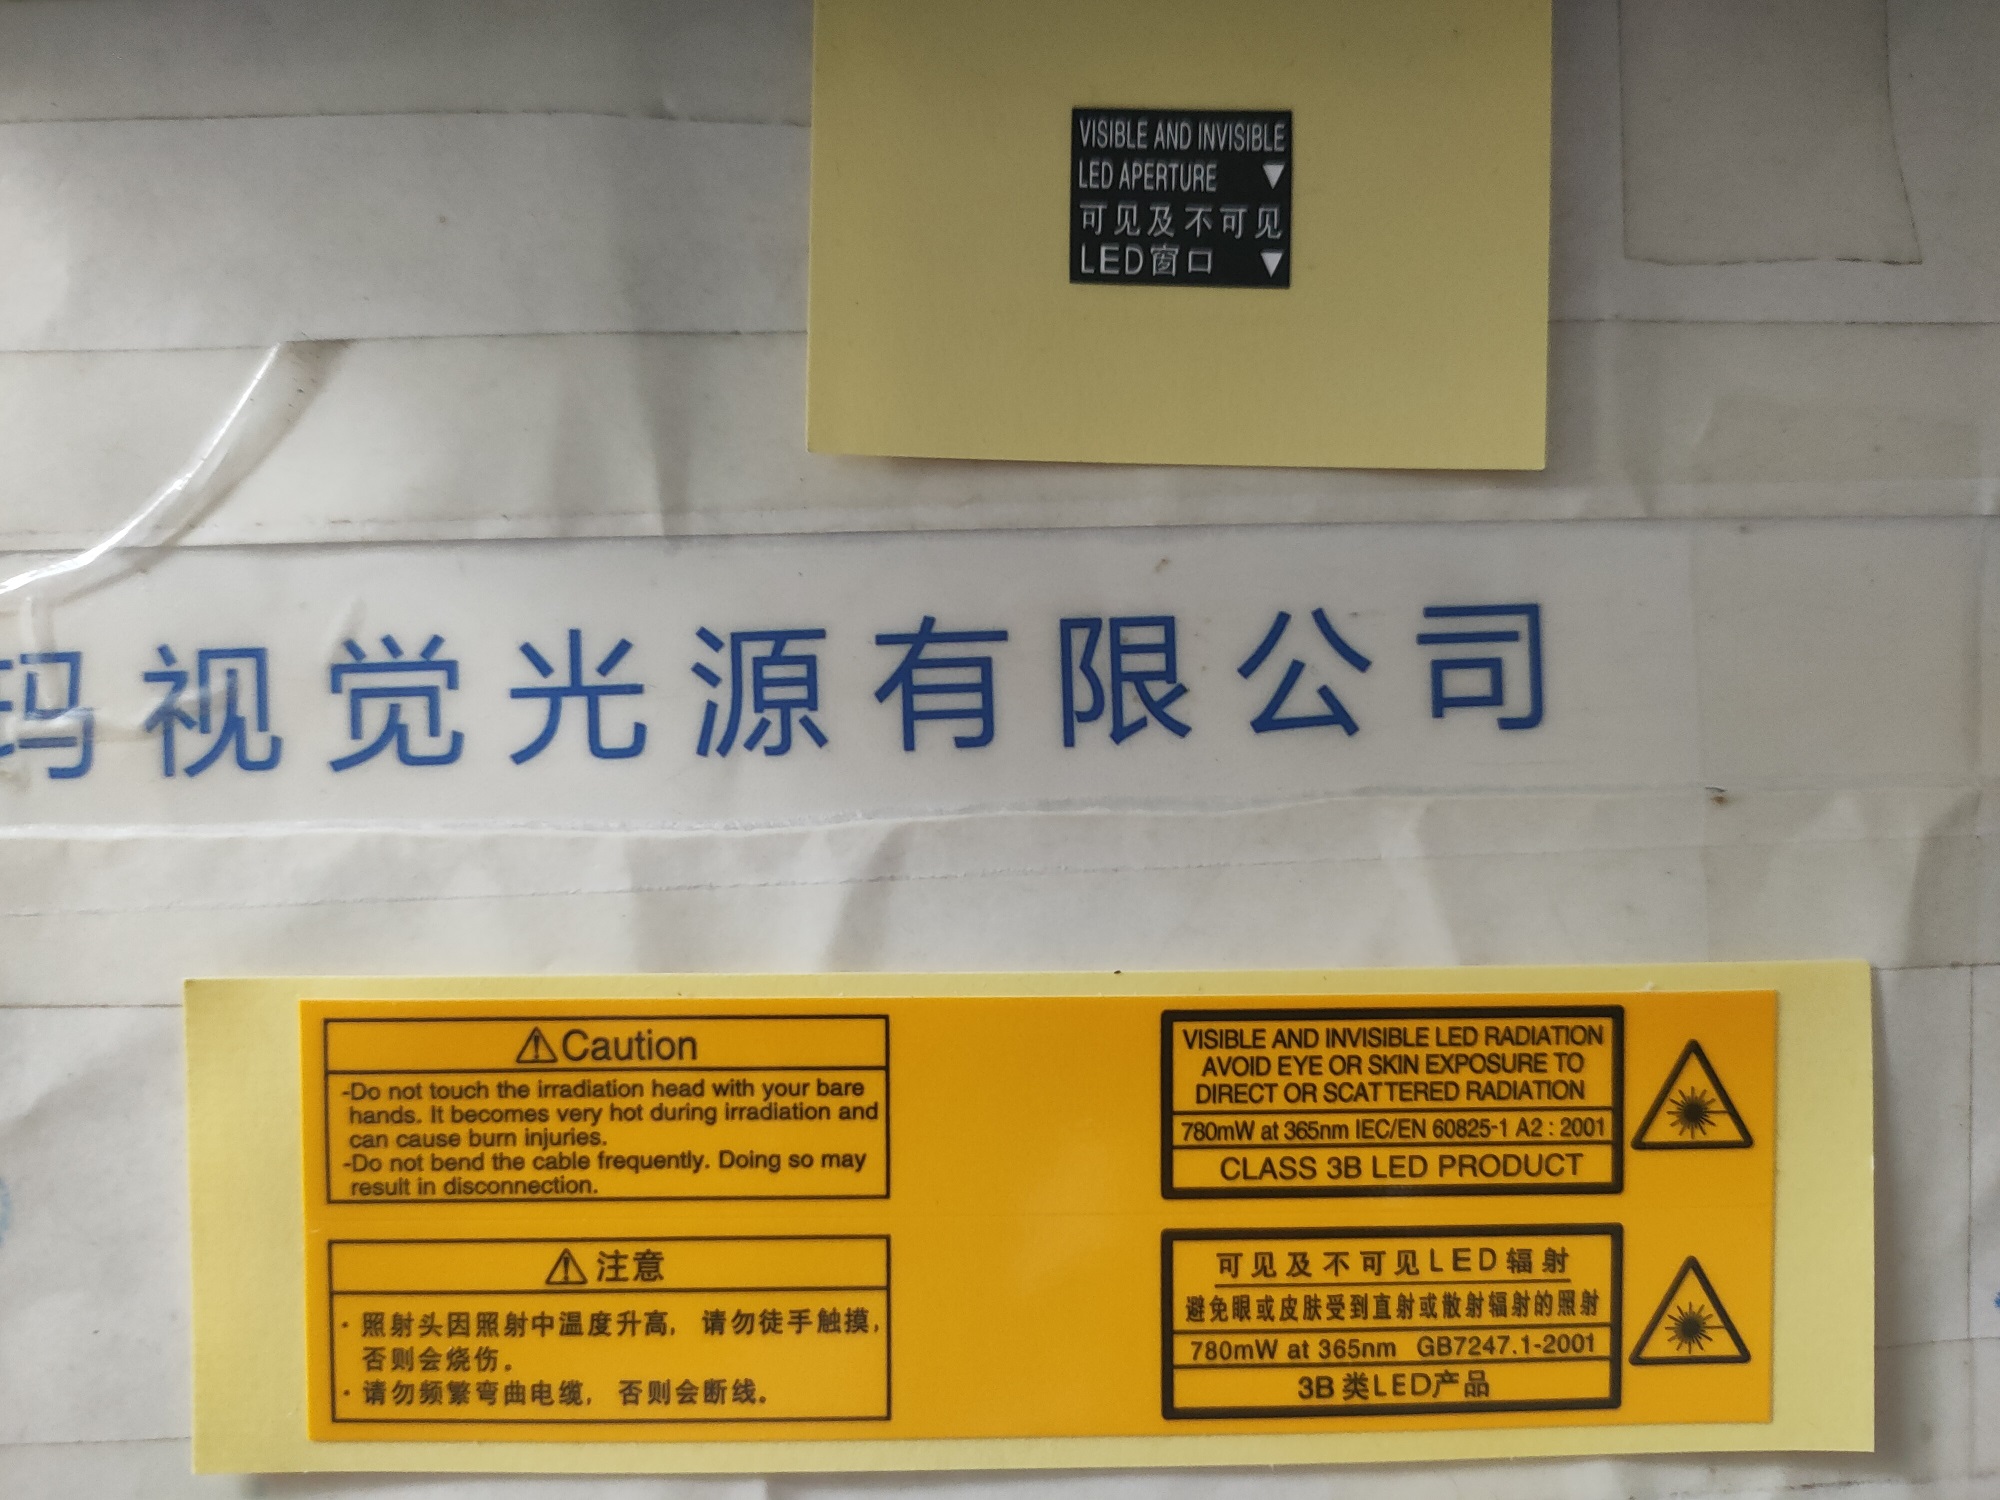 VISIBLE AND INVISIBLE
LED APERTURE ▼
可见及不可见
LED窗口 ▼
玛视觉光源有限公司
⚠Caution
-Do not touch the irradiation head with your bare
hands. It becomes very hot during irradiation and
can cause burn injuries.
-Do not bend the cable frequently. Doing so may
result in disconnection.
VISIBLE AND INVISIBLE LED RADIATION
AVOID EYE OR SKIN EXPOSURE TO
DIRECT OR SCATTERED RADIATION
780mW at 365nm IEC/EN 60825-1 A2 : 2001
CLASS 3B LED PRODUCT
⚠注意
·照射头因照射中温度升高, 请勿徒手触摸,
否则会烧伤。
·请勿频繁弯曲电缆, 否则会断线。
可见及不可见LED辐射
避免眼或皮肤受到直射或散射辐射的照射
780mW at 365nm GB7247.1-2001
3B 类LED产品